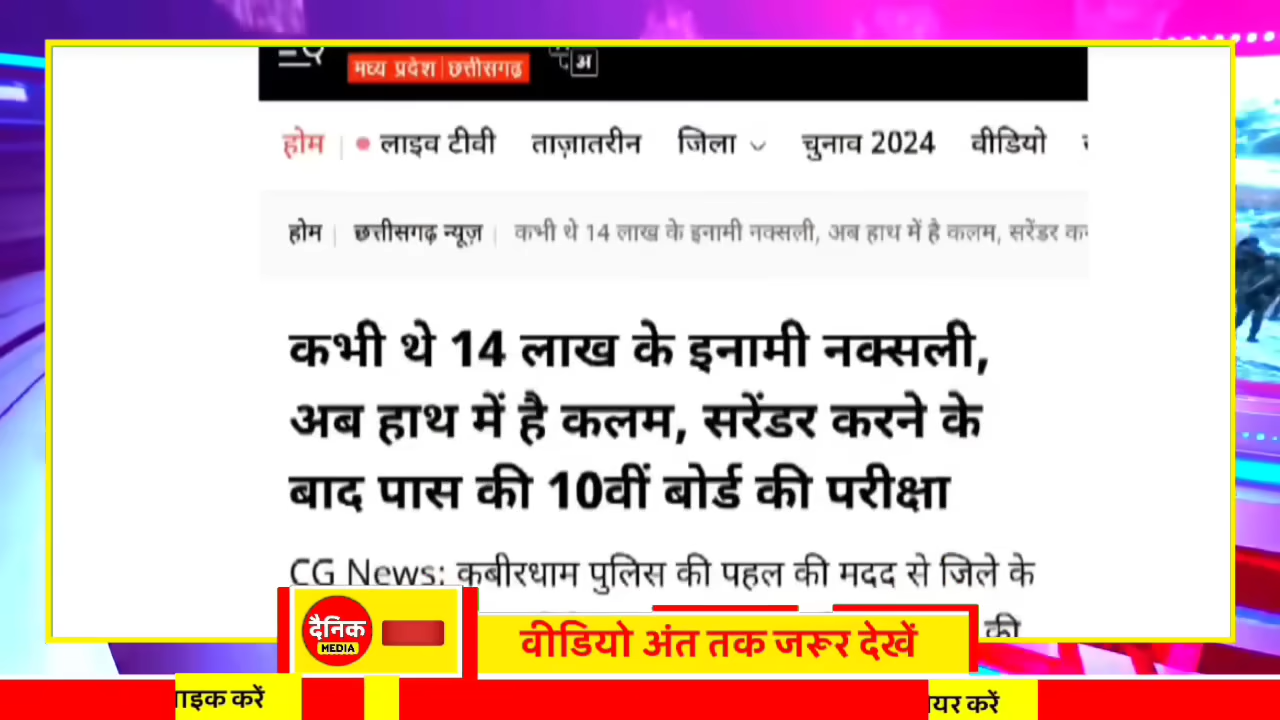 मध्य प्रदेश | छत्तीसगढ़ अ
होम | लाइव टीवी ताज़ातरीन जिला चुनाव 2024 वीडियो
होम | छत्तीसगढ़ न्यूज़ | कभी थे 14 लाख के इनामी नक्सली, अब हाथ में है कलम, सरेंडर कर
कभी थे 14 लाख के इनामी नक्सली,
अब हाथ में है कलम, सरेंडर करने के
बाद पास की 10वीं बोर्ड की परीक्षा
CG News: कबीरधाम पुलिस की पहल की मदद से जिले के
की
दैनिक
MEDIA
वीडियो अंत तक जरूर देखें
ाइक करें
यर करें